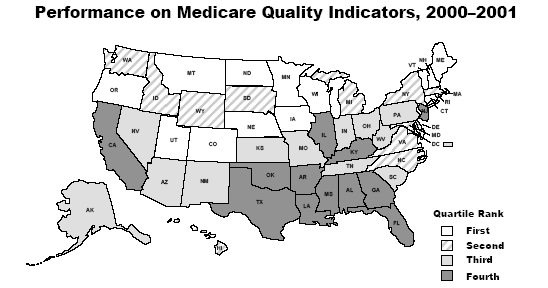 Performance on Medicare Quality Indicators, 2000–2001
WA
MT
ND
MN
VT
NH
ME
OR
ID
WY
SD
WI
MI
NY
MA
RI
CT
NV
UT
CO
NE
IA
IL
IN
OH
PA
DE
MD
DC
CA
KS
MO
KY
WV
VA
AZ
NM
OK
AR
TN
NC
SC
TX
LA
MS
AL
GA
FL
AK
HI
Quartile Rank
First
Second
Third
Fourth